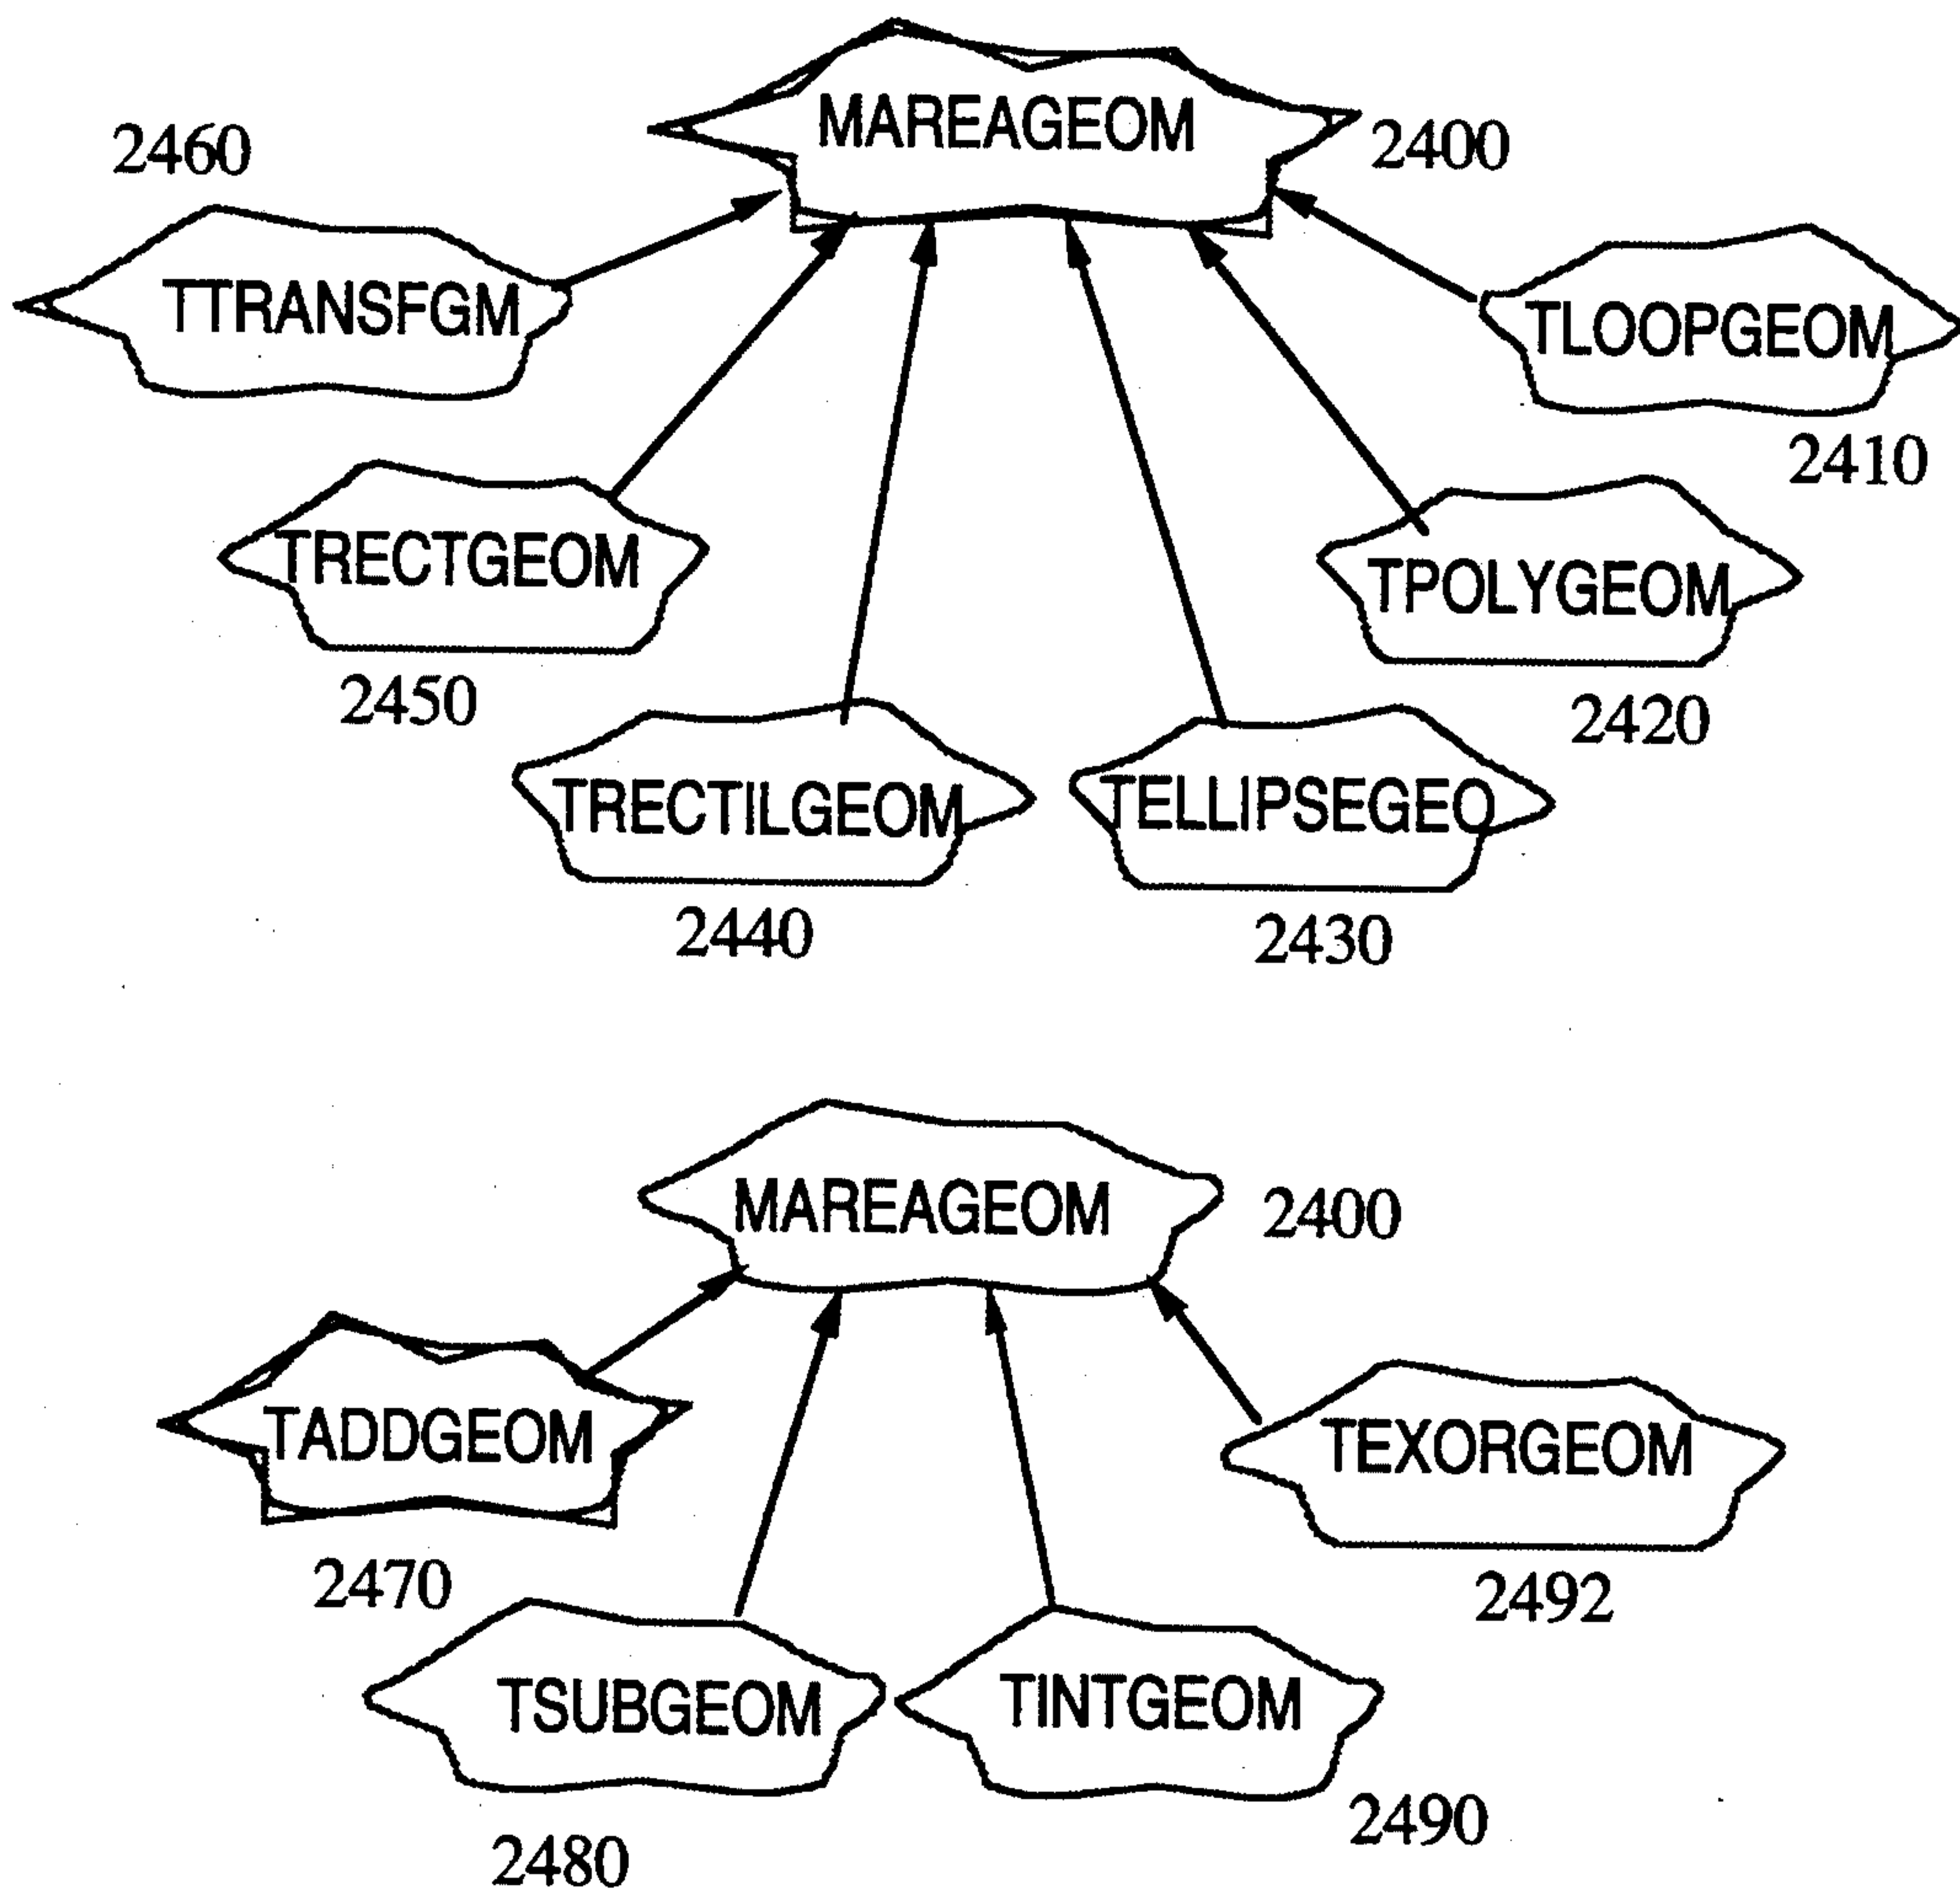 MAREAGEOM
2400
2460
TTRANSFGM
TLOOPGEOM
2410
TRECTGEOM
2450
TPOLYGEOM
2420
TRECTILGEOM
2440
TELLIPSEGEO
2430
MAREAGEOM
2400
TADDGEOM
2470
TEXORGEOM
2492
TSUBGEOM
2480
TINTGEOM
2490